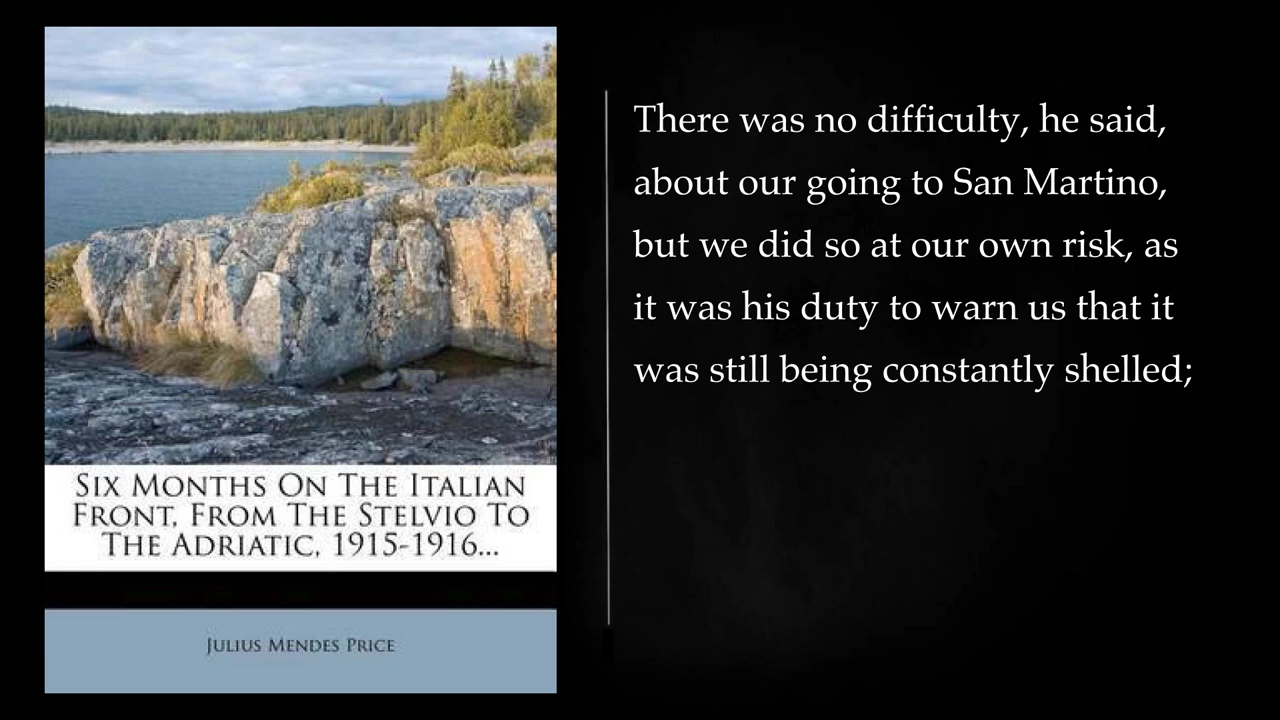 Six Months On The Italian
Front, From The Stelvio To
The Adriatic, 1915-1916...
Julius Mendes Price
There was no difficulty, he said,
about our going to San Martino,
but we did so at our own risk, as
it was his duty to warn us that it
was still being constantly shelled;